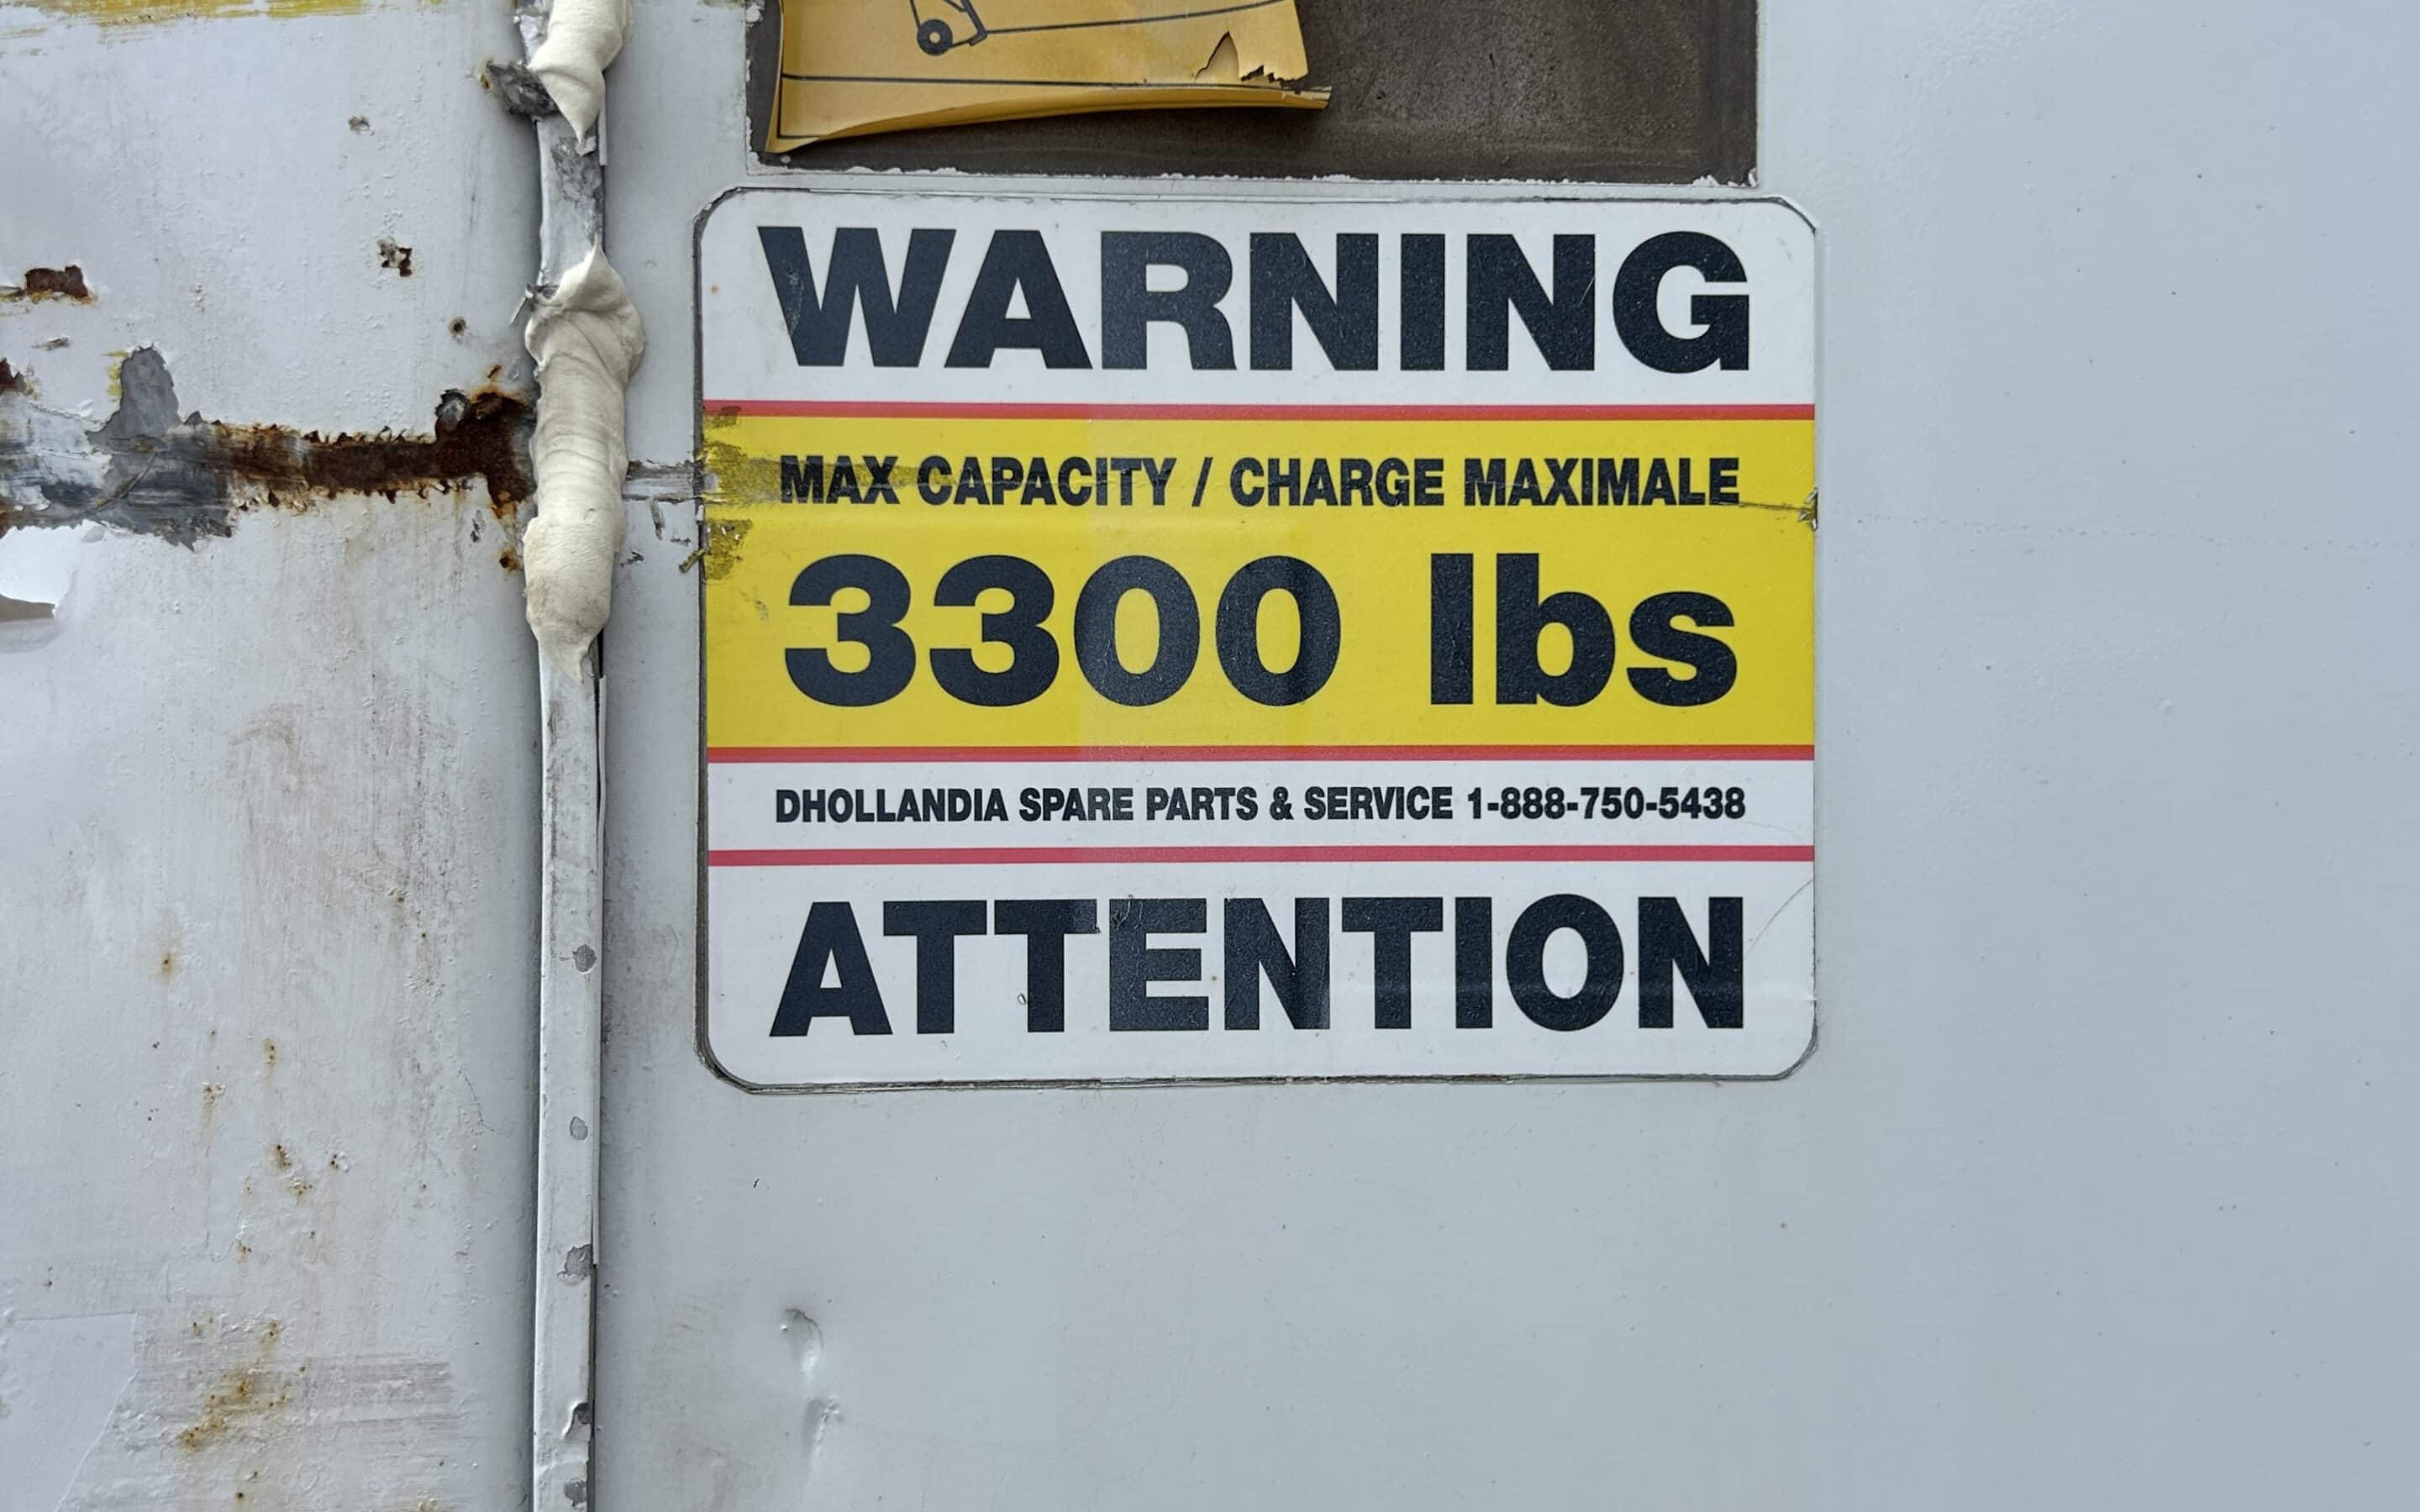 WARNING
MAX CAPACITY / CHARGE MAXIMALE
3300 lbs
DHOLLANDIA SPARE PARTS & SERVICE 1-888-750-5438
ATTENTION